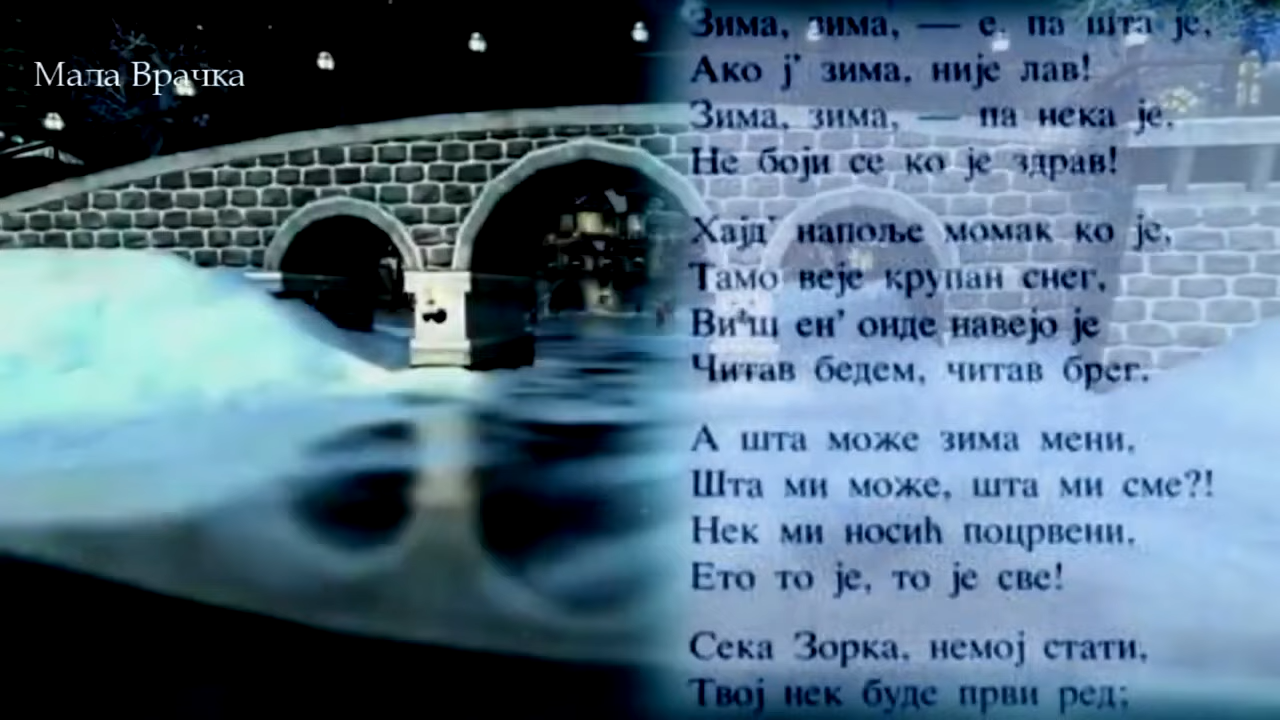 Мала Врачка
Зима, зима, — е, па шта је,
Ако ј' зима, није лав!
Зима, зима, — па нека је,
Не боји се ко је здрав!
Хајд' напоље момак ко је,
Тамо веје крупан снег,
Ви'ш ен' онде навејо је
Читав бедем, читав брег.
А шта може зима мени,
Шта ми може, шта ми сме?!
Нек ми носић поцрвени,
Ето то је, то је све!
Сека Зорка, немој стати,
Твој нек буде први ред;